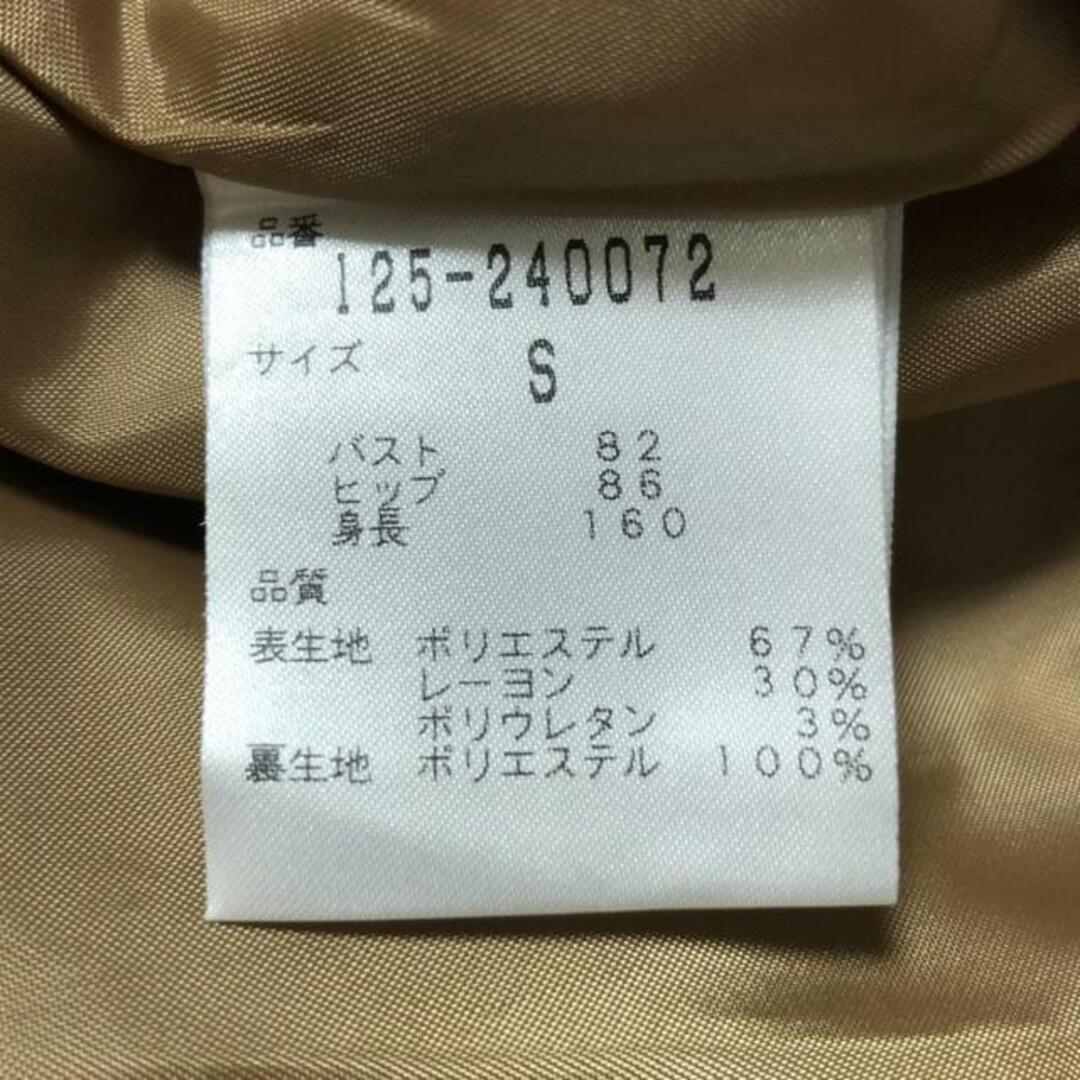 品番
125-240072
サイズ S
バスト 82
ヒップ 86
身長 160
品質
表生地 ポリエステル 67%
レーヨン 30%
ポリウレタン 3%
裏生地 ポリエステル 100%